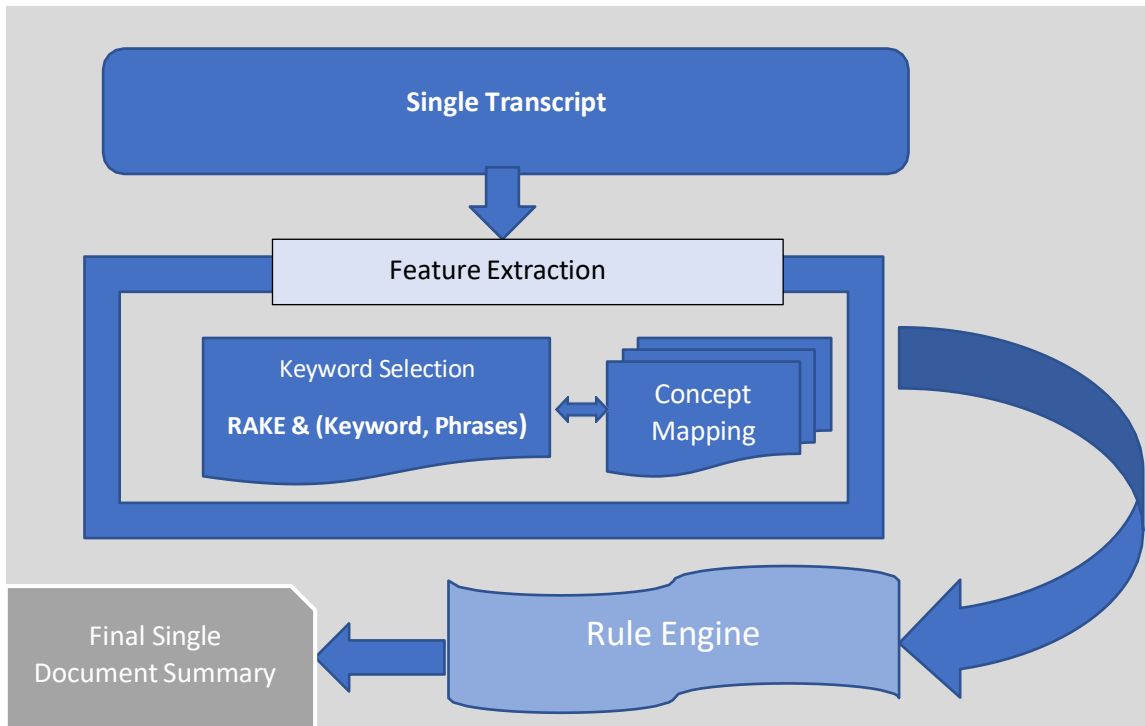 Single Transcript
Feature Extraction
Keyword Selection
RAKE & (Keyword, Phrases)
Concept
Mapping
Rule Engine
Final Single
Document Summary